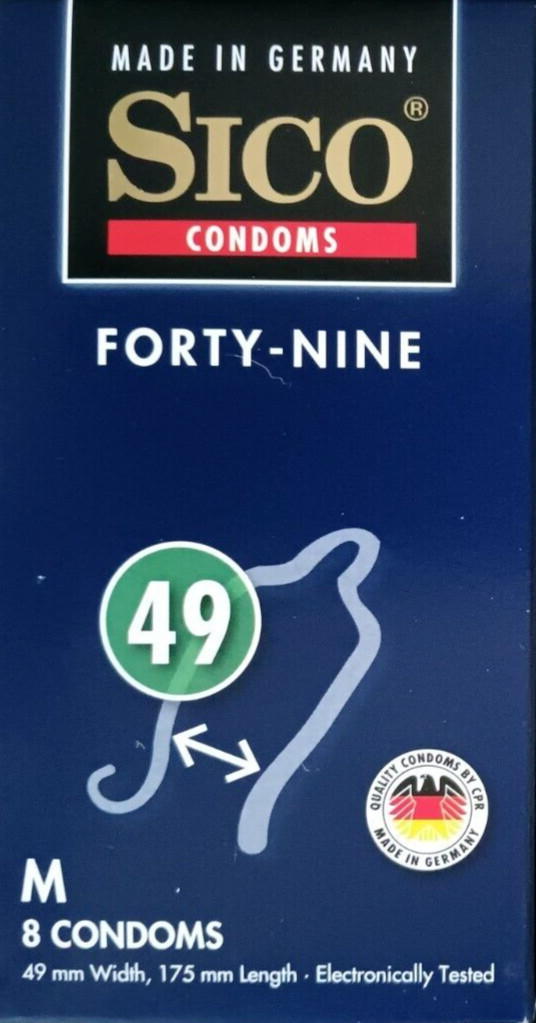 MADE IN GERMANY
SICO®
CONDOMS
FORTY-NINE
49
QUALITY CONDOMS BY CPR
MADE IN GERMANY
M
8 CONDOMS
49 mm Width, 175 mm Length · Electronically Tested